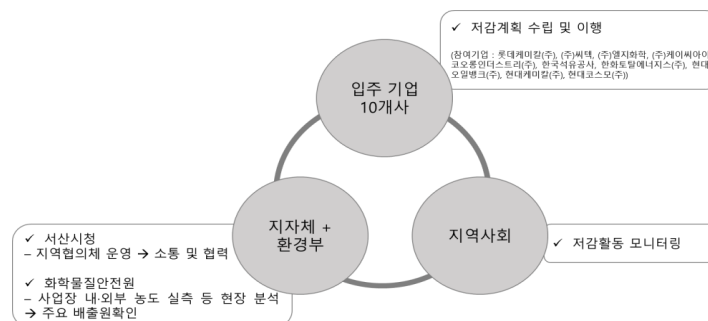 ✓ 저감계획 수립 및 이행
(참여기업 : 롯데케미칼(주), (주)씨텍, (주)엘지화학, (주)케이씨아이
코오롱인더스트리(주), 한국석유공사, 한화토탈에너지스(주), 현대
오일뱅크(주), 현대케미칼(주), 현대코스모(주))
입주 기업
10개사
지자체 +
환경부
지역사회
✓ 서산시청
– 지역협의체 운영 → 소통 및 협력
✓ 화학물질안전원
– 사업장 내·외부 농도 실측 등 현장 분석
→ 주요 배출원확인
✓ 저감활동 모니터링